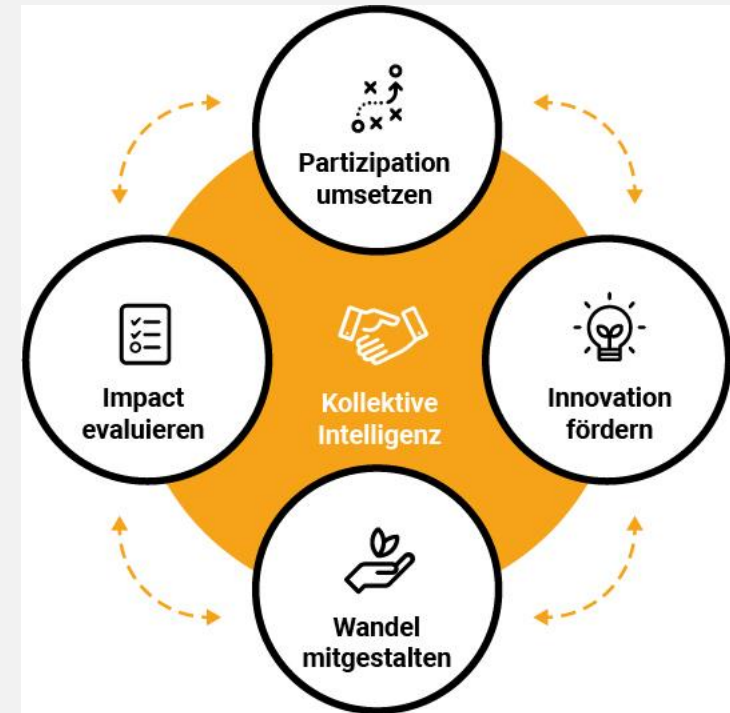 Partizipation
umsetzen
Impact
evaluieren
Kollektive
Intelligenz
Innovation
fördern
Wandel
mitgestalten